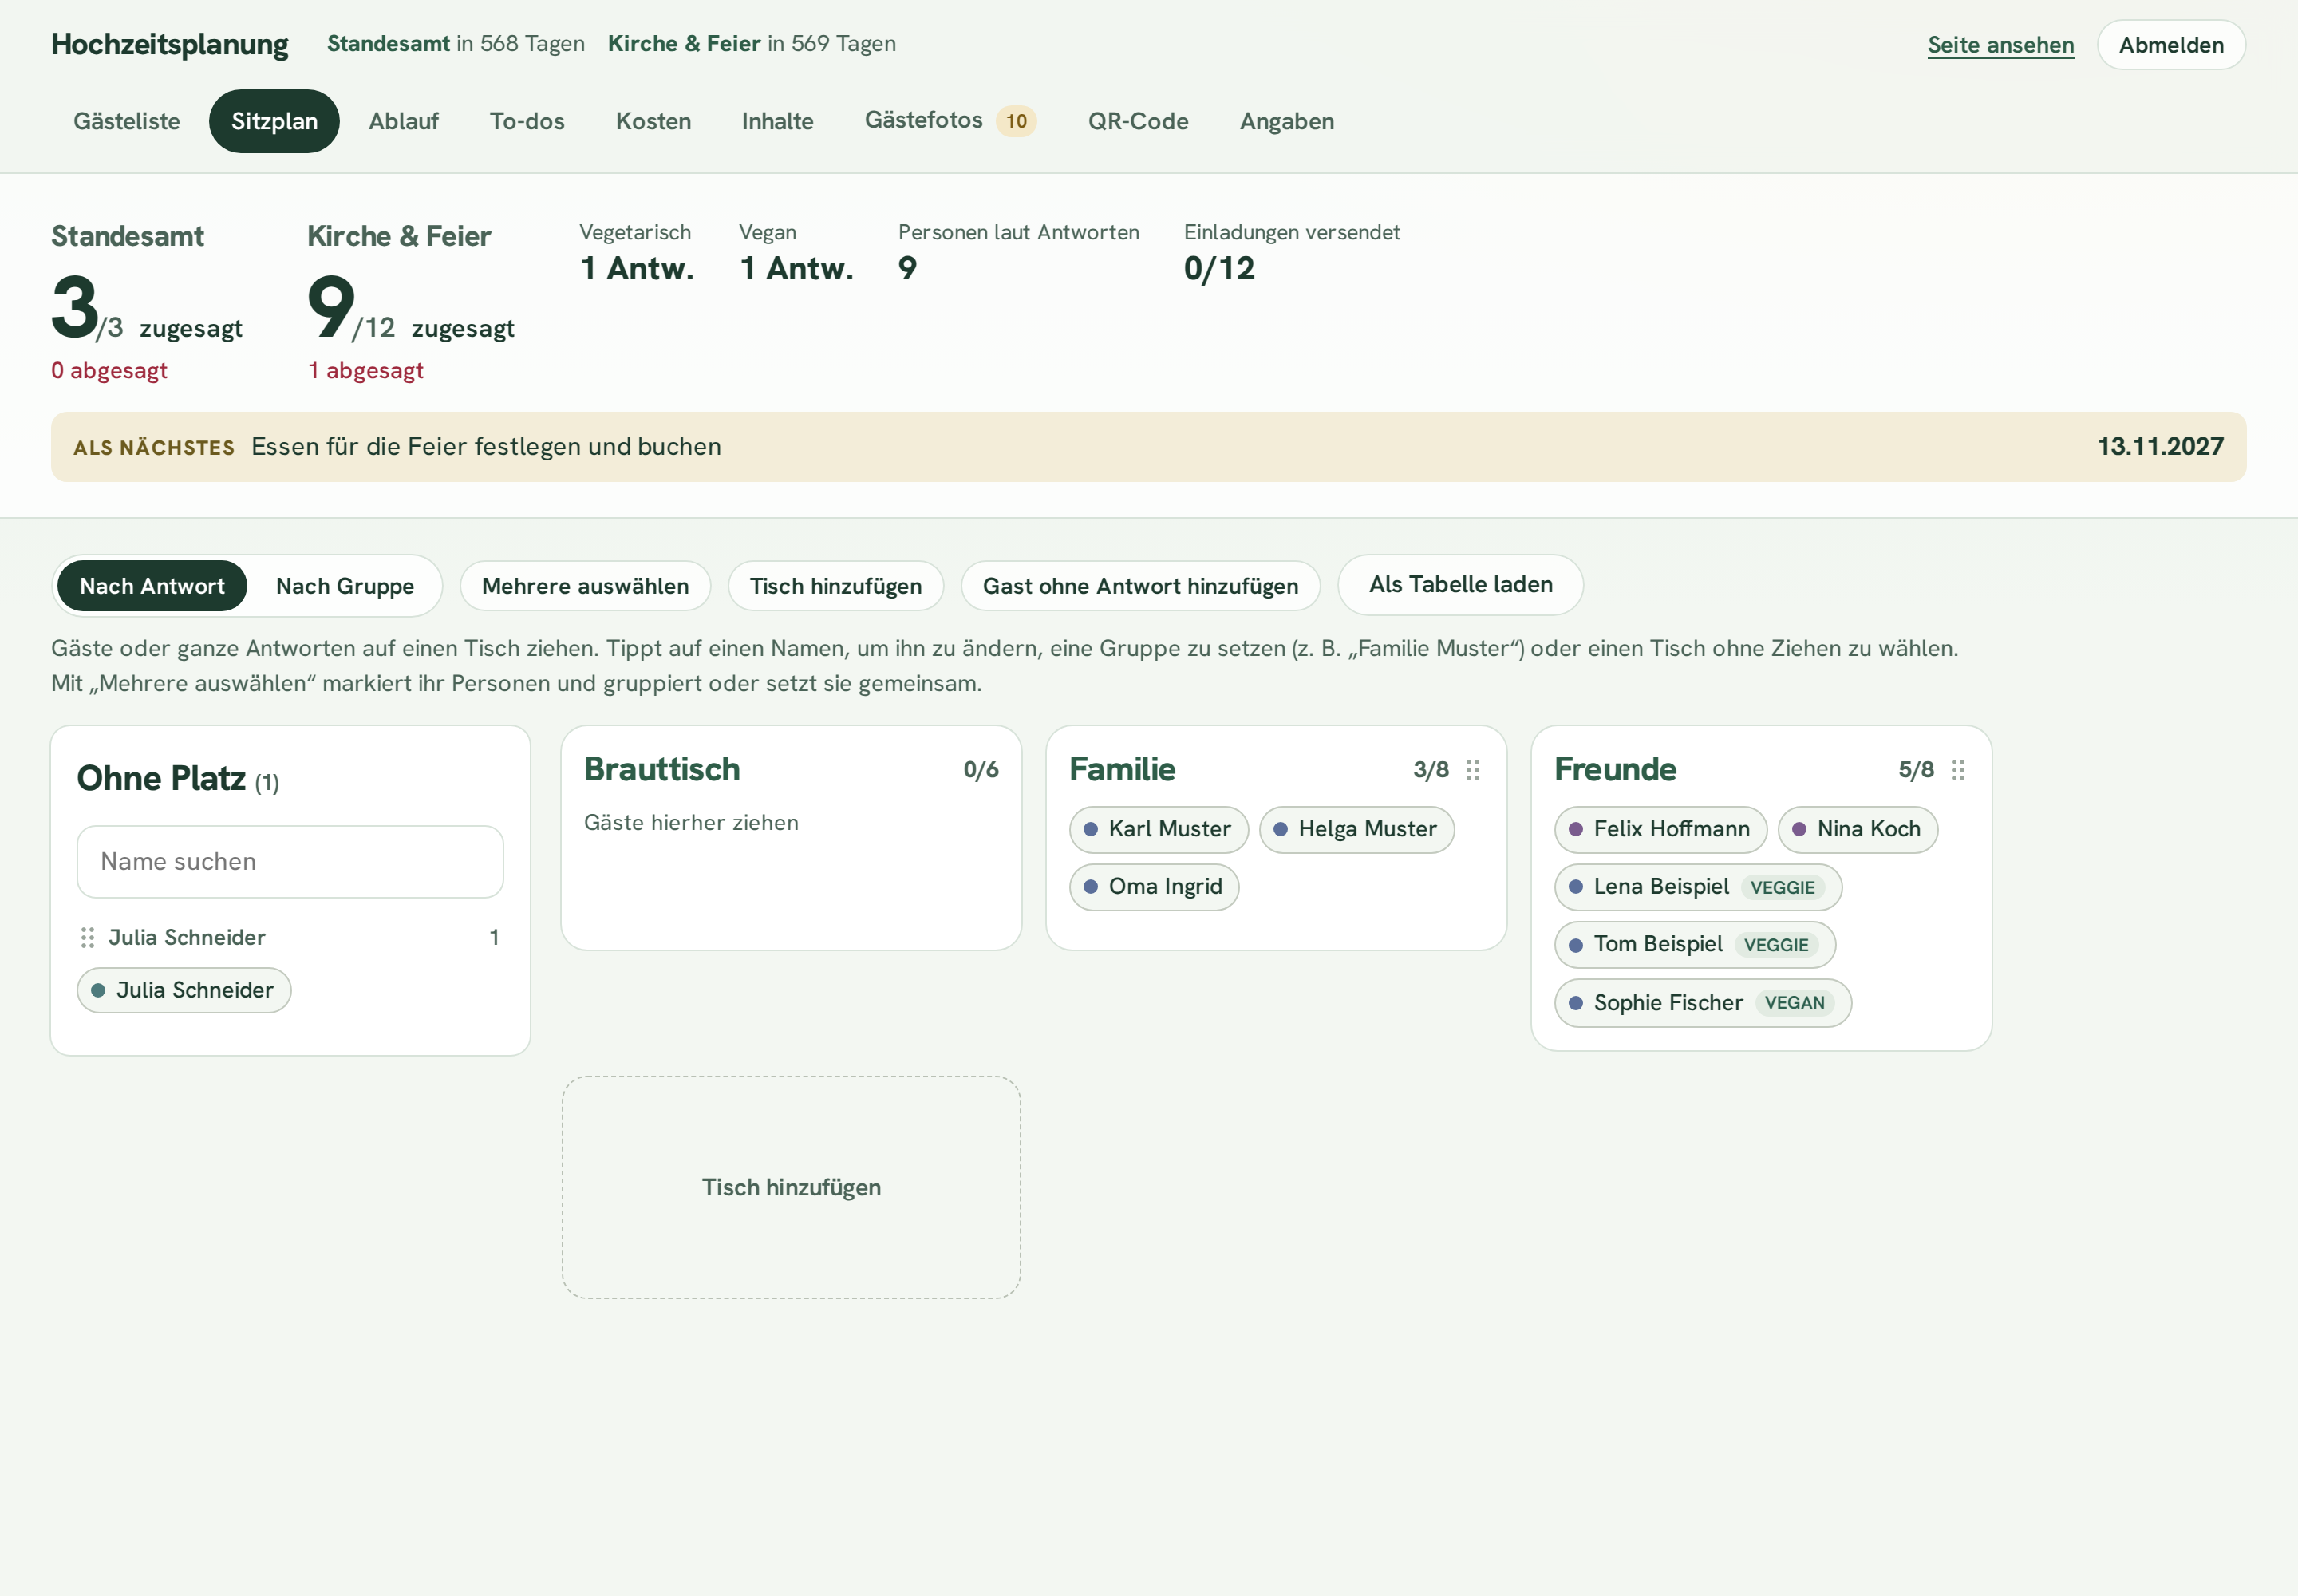 Hochzeitsplanung Standesamt in 568 Tagen Kirche & Feier in 569 Tagen Seite ansehen Abmelden
Gästeliste Sitzplan Ablauf To-dos Kosten Inhalte Gästefotos 10 QR-Code Angaben
Standesamt
3/3 zugesagt
0 abgesagt
Kirche & Feier
9/12 zugesagt
1 abgesagt
Vegetarisch
1 Antw.
Vegan
1 Antw.
Personen laut Antworten
9
Einladungen versendet
0/12
ALS NÄCHSTES Essen für die Feier festlegen und buchen 13.11.2027
Nach Antwort Nach Gruppe Mehrere auswählen Tisch hinzufügen Gast ohne Antwort hinzufügen Als Tabelle laden
Gäste oder ganze Antworten auf einen Tisch ziehen. Tippt auf einen Namen, um ihn zu ändern, eine Gruppe zu setzen (z. B. „Familie Muster“) oder einen Tisch ohne Ziehen zu wählen.
Mit „Mehrere auswählen“ markiert ihr Personen und gruppiert oder setzt sie gemeinsam.
Ohne Platz (1)
Name suchen
Julia Schneider 1
Julia Schneider
Brauttisch 0/6
Gäste hierher ziehen
Familie 3/8
Karl Muster Helga Muster
Oma Ingrid
Freunde 5/8
Felix Hoffmann Nina Koch
Lena Beispiel VEGGIE
Tom Beispiel VEGGIE
Sophie Fischer VEGAN
Tisch hinzufügen